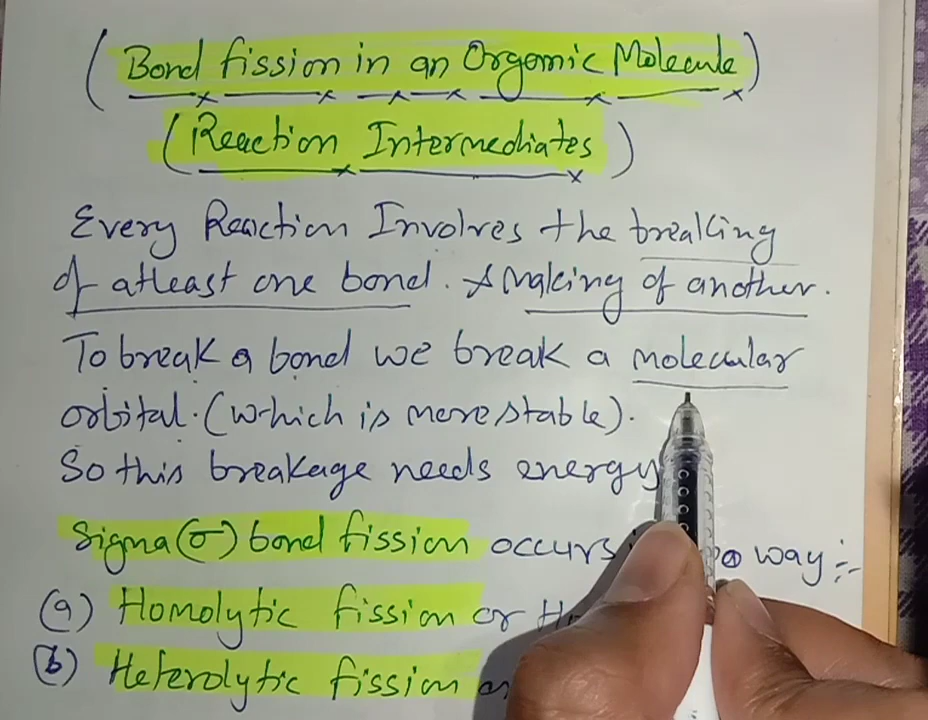 (Bond fission in an Orgamic Molecule)
(Reaction Intermediates)
Every Reaction Involves the breaking
of atleast one bond. & Making of another.
To break a bond we break a molecular
orbital. (which is more stable).
So this breakage needs energy
Sigma (σ) bond fission occurs way :-
(a) Homolytic fission or
(b) Heterolytic fission